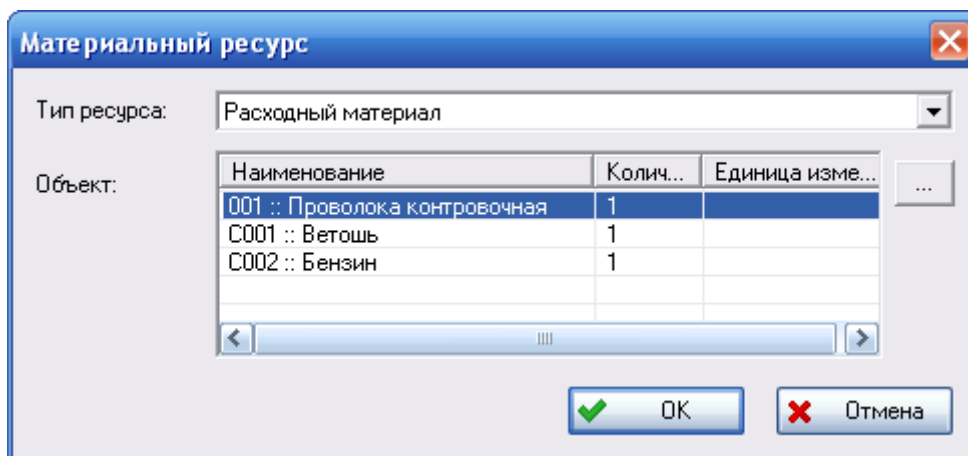 Материальный ресурс
Тип ресурса: Расходный материал
Объект: Наименование Колич... Единица изме... ...
001 :: Проволока контровочная 1
С001 :: Ветошь 1
С002 :: Бензин 1
OK Отмена